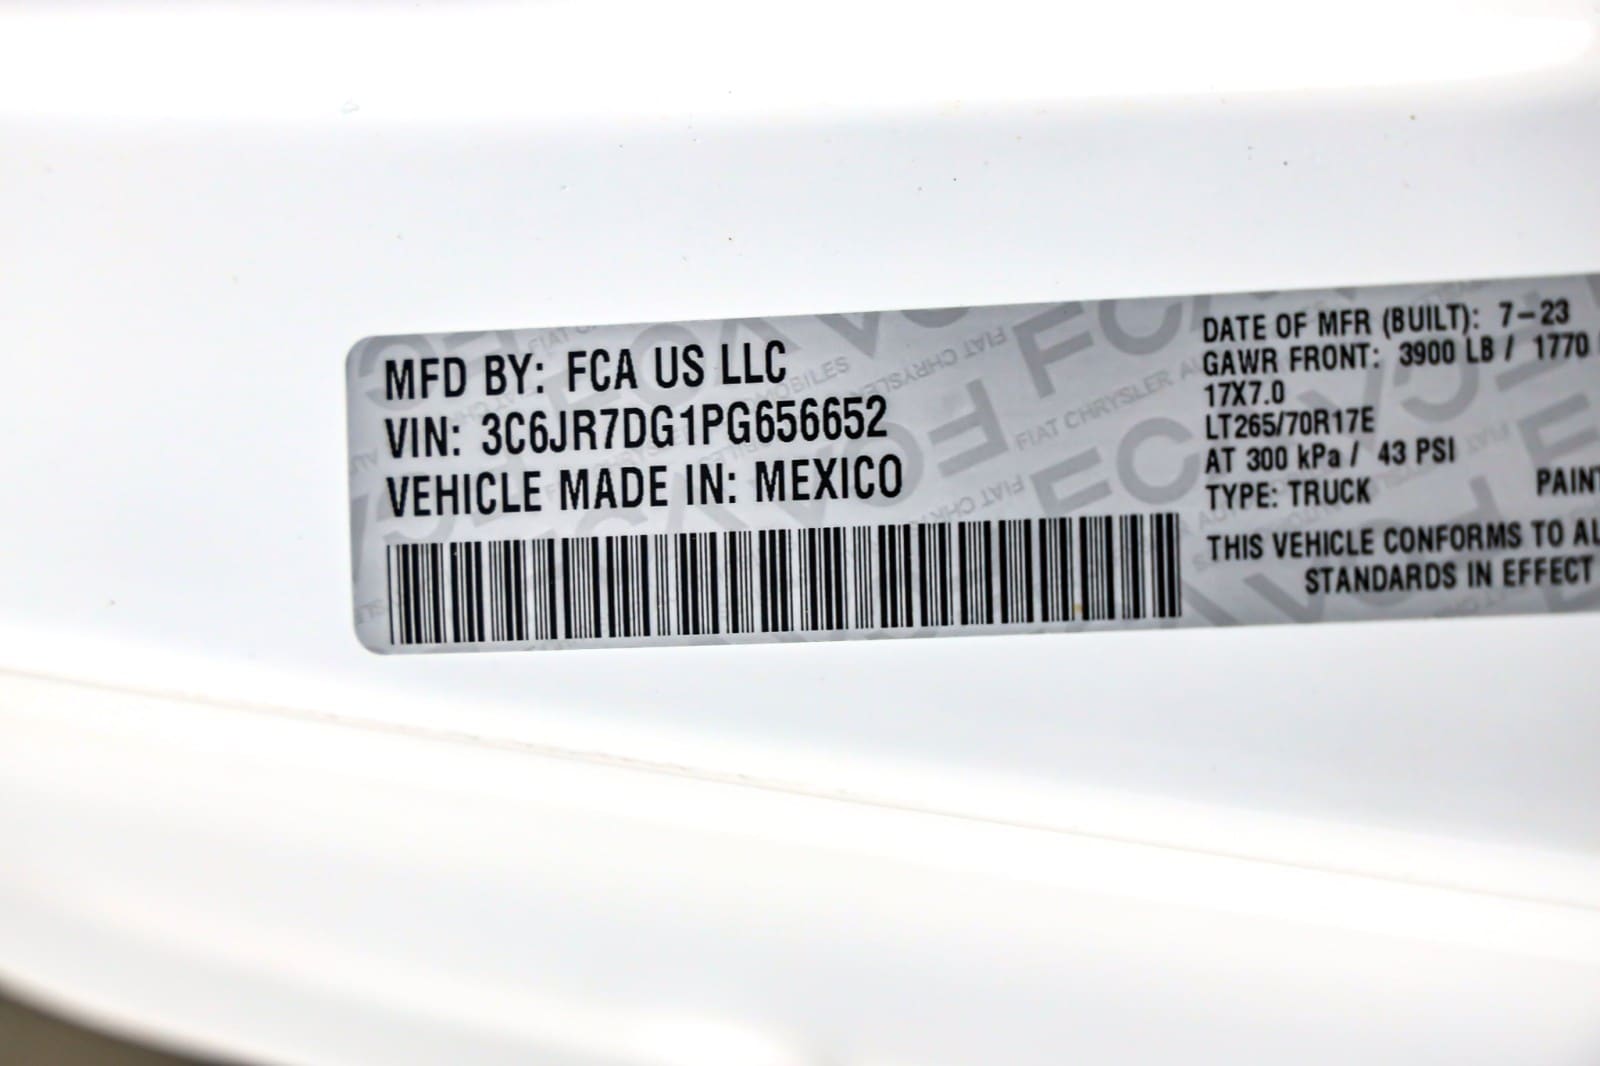 MFD BY: FCA US LLC
VIN: 3C6JR7DG1PG656652
VEHICLE MADE IN: MEXICO
DATE OF MFR (BUILT): 7-23
GAWR FRONT: 3900 LB / 1770
17X7.0
LT265/70R17E
AT 300 kPa / 43 PSI
TYPE: TRUCK
PAINT
THIS VEHICLE CONFORMS TO AL
STANDARDS IN EFFECT